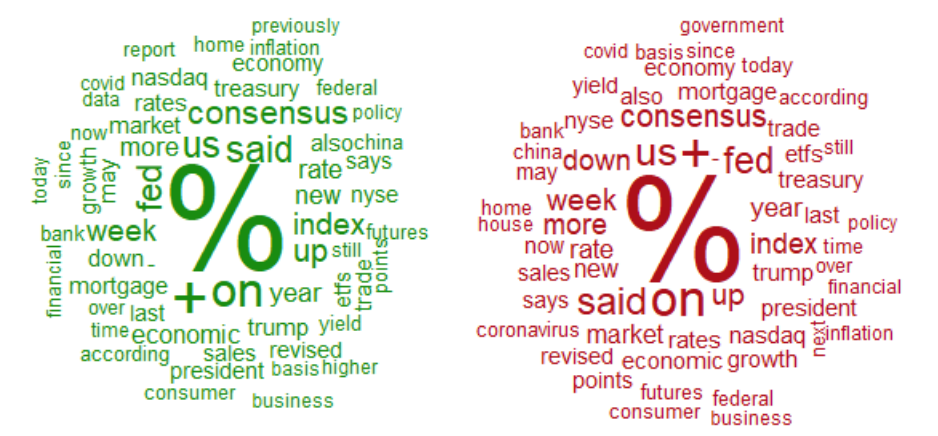 previously
report home inflation
economy
covid nasdaq treasury federal
data rates consensus policy
now market
more us said also china
today since growth may fed rate says
% new nyse
bank week index futures
up still
financial down - points
mortgage + on year etfs trade
over last
time economic trump yield
according sales revised
president basis higher
consumer business
government
covid basis since
economy today
yield also mortgage according
bank nyse consensus trade
china down us + - fed etfs still
may treasury
home week % year last policy
house more
now rate index time
sales new trump over
financial
says said on up president
coronavirus market rates nasdaq next inflation
revised economic growth
points futures federal
consumer business